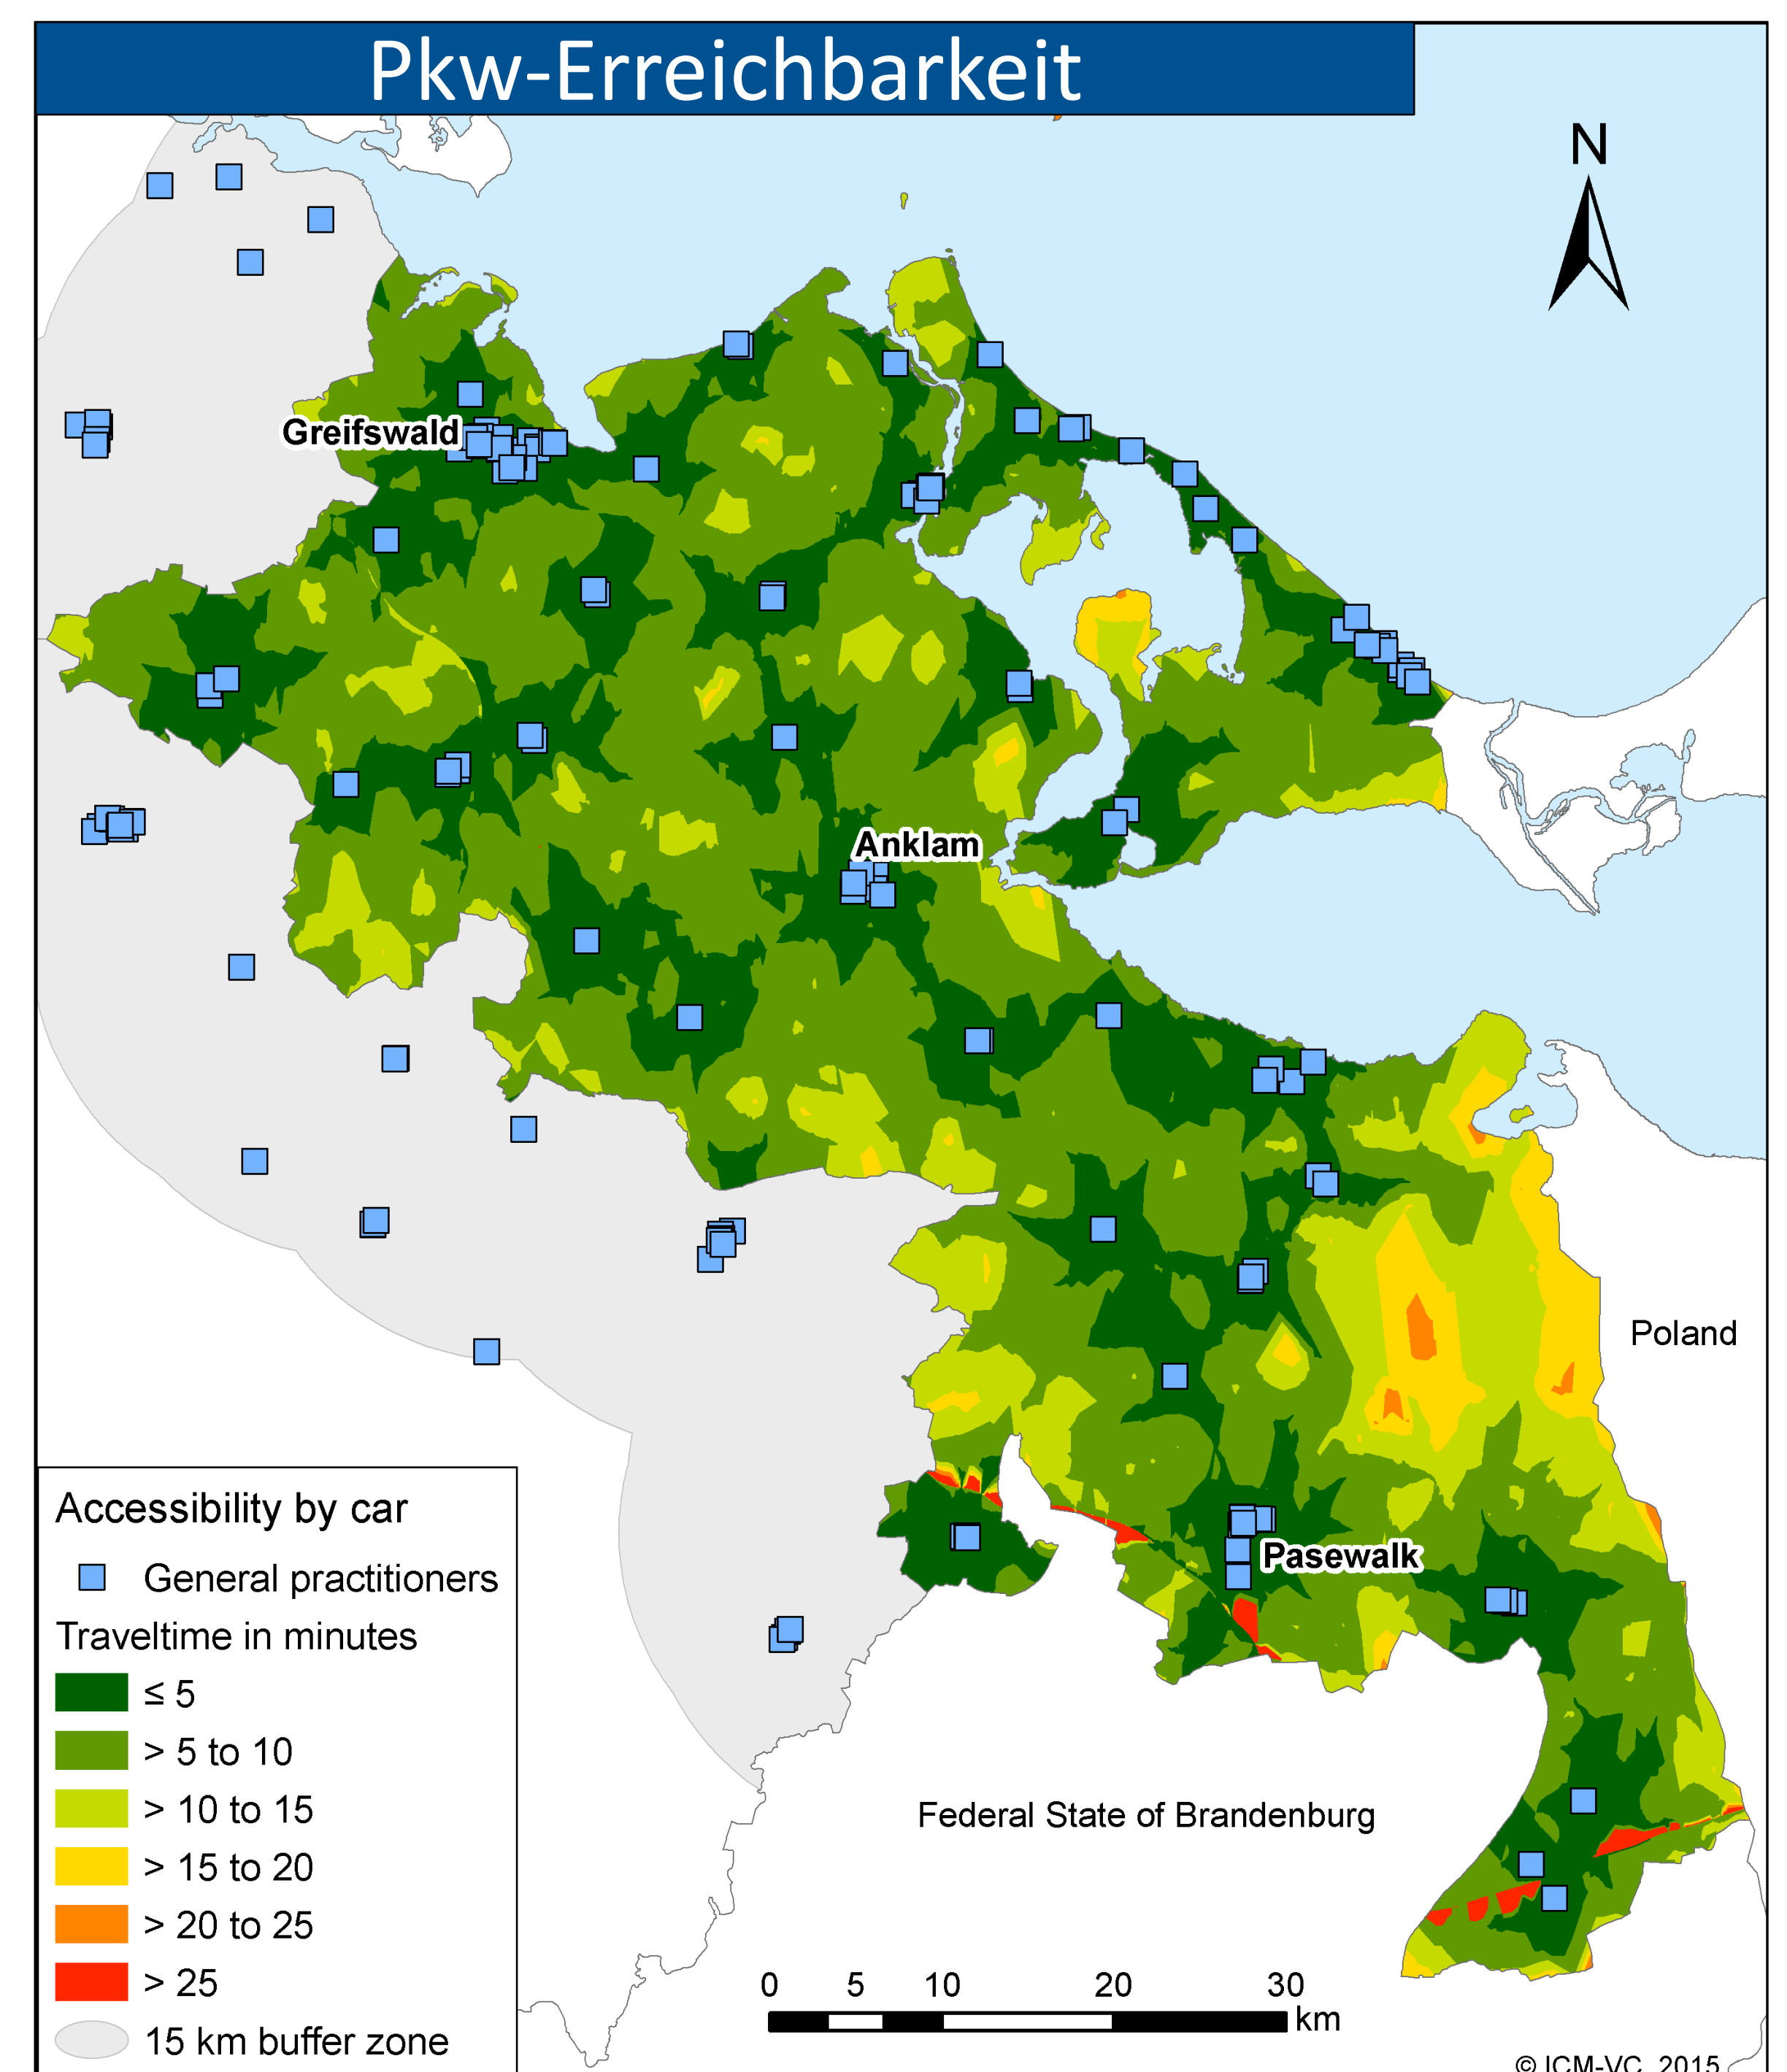 Pkw-Erreichbarkeit
N
Greifswald
Anklam
Poland
Pasewalk
Federal State of Brandenburg
Accessibility by car
General practitioners
Traveltime in minutes
≤ 5
> 5 to 10
> 10 to 15
> 15 to 20
> 20 to 25
> 25
15 km buffer zone
0 5 10 20 30
km
© ICM-VC, 2015